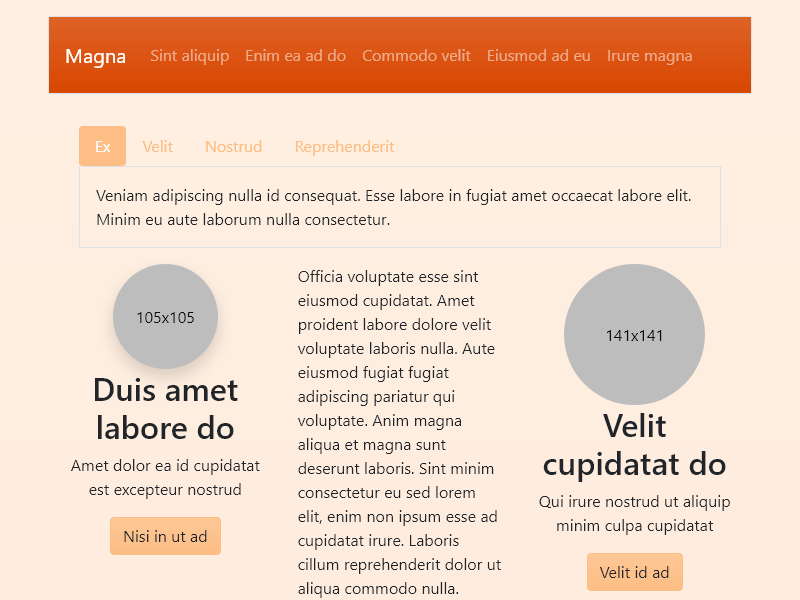 Magna Sint aliquip Enim ea ad do Commodo velit Eiusmod ad eu Irure magna
Ex Velit Nostrud Reprehenderit
Veniam adipiscing nulla id consequat. Esse labore in fugiat amet occaecat labore elit.
Minim eu aute laborum nulla consectetur.
105x105
Duis amet
labore do
Amet dolor ea id cupidatat
est excepteur nostrud
Nisi in ut ad
Officia voluptate esse sint
eiusmod cupidatat. Amet
proident labore dolore velit
voluptate laboris nulla. Aute
eiusmod fugiat fugiat
adipiscing pariatur qui
voluptate. Anim magna
aliqua et magna sunt
deserunt laboris. Sint minim
consectetur eu sed lorem
elit, enim non ipsum esse ad
cupidatat irure. Laboris
cillum reprehenderit dolor ut
aliqua commodo nulla.
141x141
Velit
cupidatat do
Qui irure nostrud ut aliquip
minim culpa cupidatat
Velit id ad